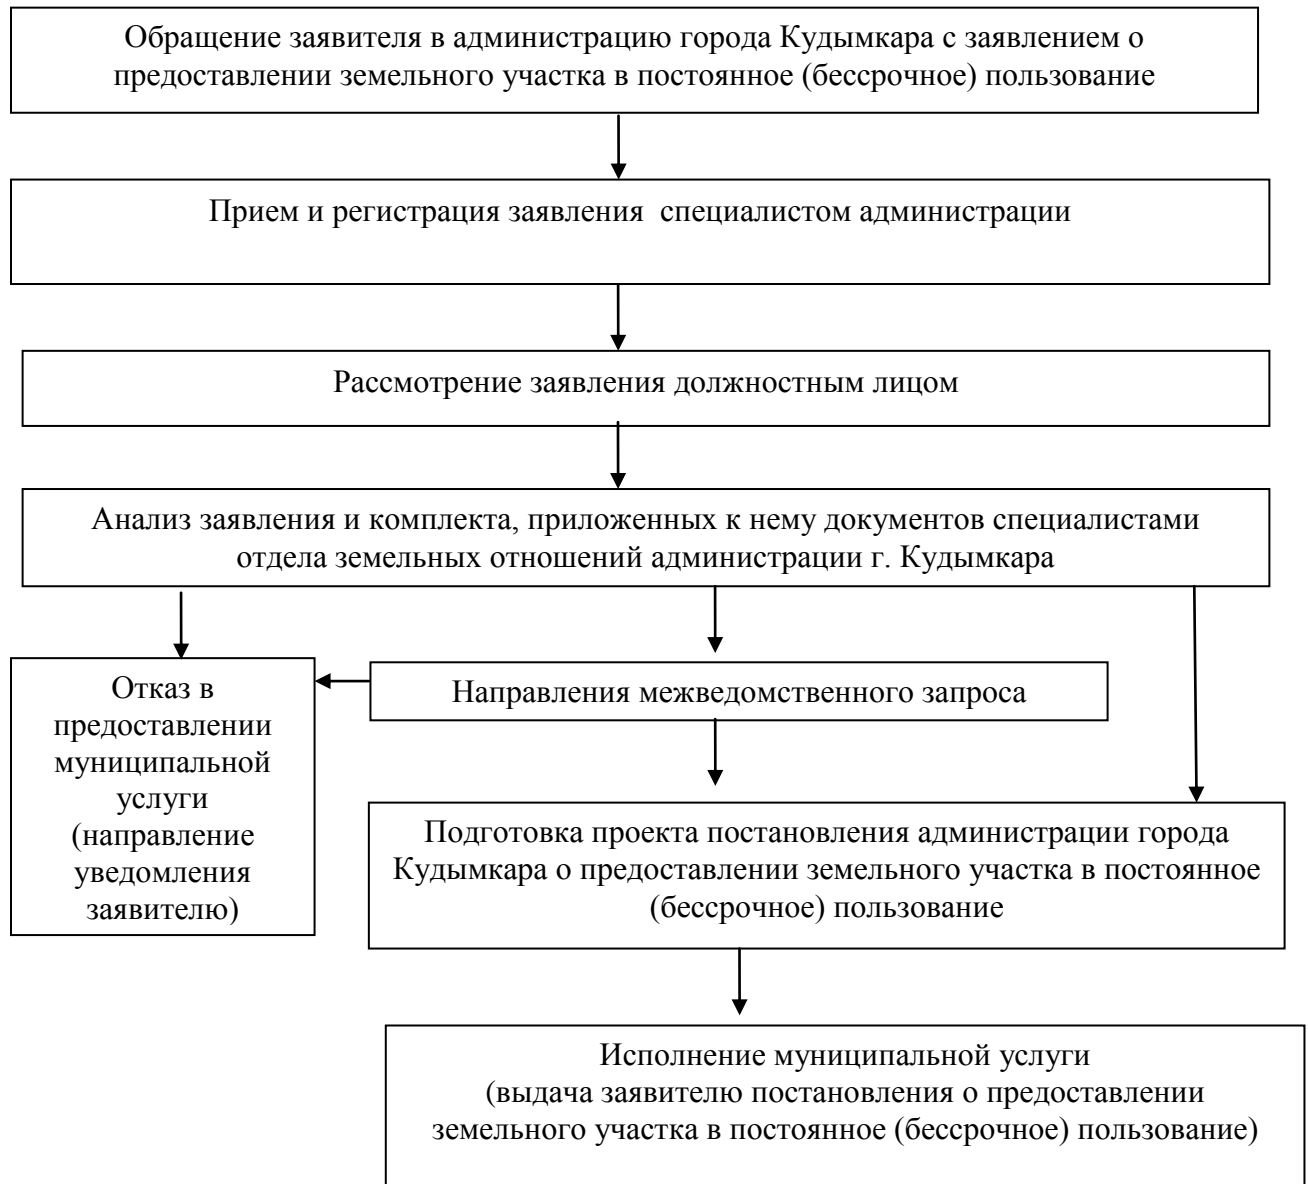 Обращение заявителя в администрацию города Кудымкара с заявлением о
предоставлении земельного участка в постоянное (бессрочное) пользование
Прием и регистрация заявления  специалистом администрации
Рассмотрение заявления должностным лицом
Анализ заявления и комплекта, приложенных к нему документов специалистами
отдела земельных отношений администрации г. Кудымкара
Отказ в
предоставлении
муниципальной
услуги
(направление
уведомления
заявителю)
Направления межведомственного запроса
Подготовка проекта постановления администрации города
Кудымкара о предоставлении земельного участка в постоянное
(бессрочное) пользование
Исполнение муниципальной услуги
(выдача заявителю постановления о предоставлении
земельного участка в постоянное (бессрочное) пользование)